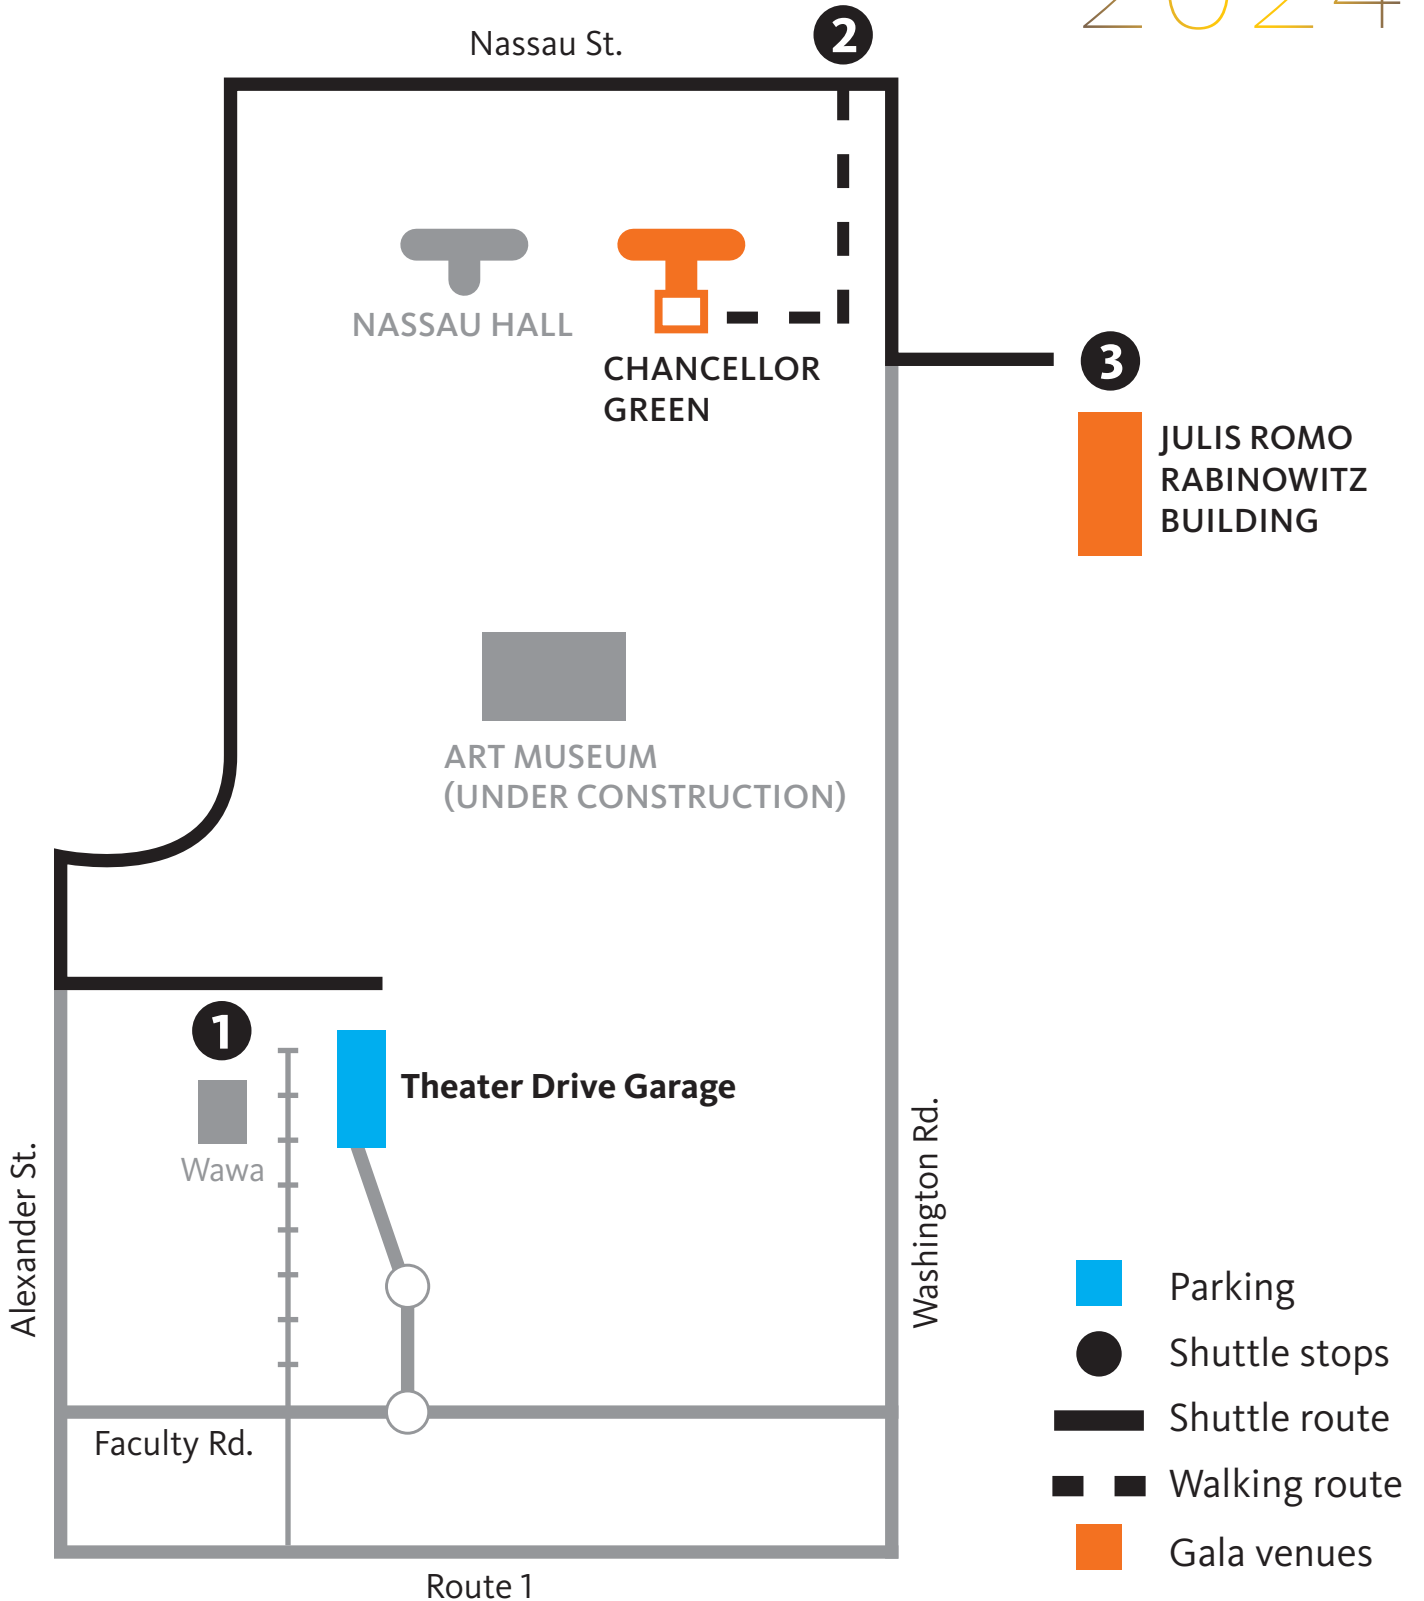 2024
Nassau St.
2
NASSAU HALL
CHANCELLOR
GREEN
3
JULIS ROMO
RABINOWITZ
BUILDING
ART MUSEUM
(UNDER CONSTRUCTION)
1
Theater Drive Garage
Wawa
Alexander St.
Washington Rd.
Faculty Rd.
Route 1
Parking
Shuttle stops
Shuttle route
Walking route
Gala venues